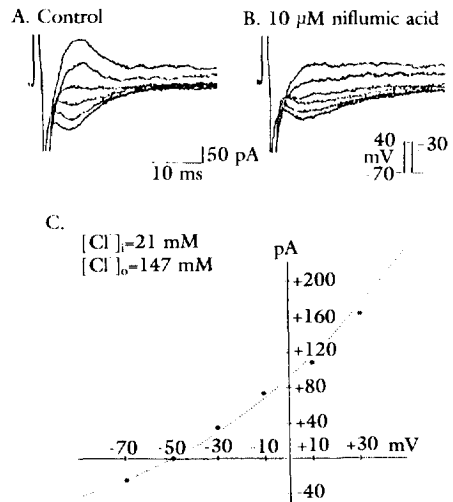 A. Control
B. 10 µM niflumic acid
50 pA
10 ms
40
mV
-70
-30
C.
[Cl⁻]i=21 mM
[Cl⁻]o=147 mM
pA
+200
+160
+120
+80
+40
-70 -50 -30 -10 +10 +30 mV
-40